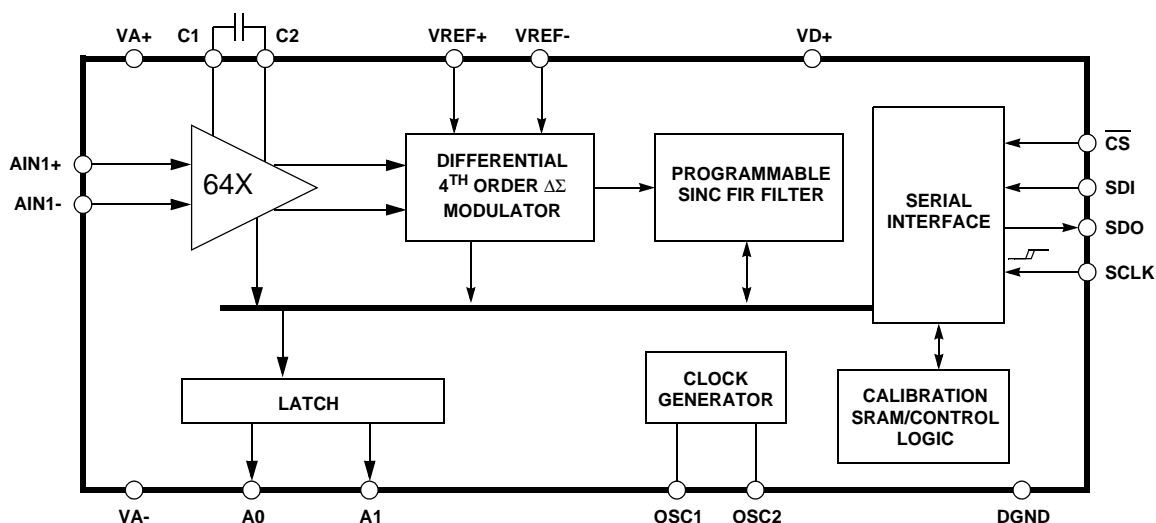 VA+
C1
C2
VREF+
VREF-
VD+
AIN1+
AIN1-
64X
DIFFERENTIAL
4TH ORDER ΔΣ
MODULATOR
PROGRAMMABLE
SINC FIR FILTER
SERIAL
INTERFACE
CS
SDI
SDO
SCLK
LATCH
CLOCK
GENERATOR
CALIBRATION
SRAM/CONTROL
LOGIC
VA-
A0
A1
OSC1
OSC2
DGND